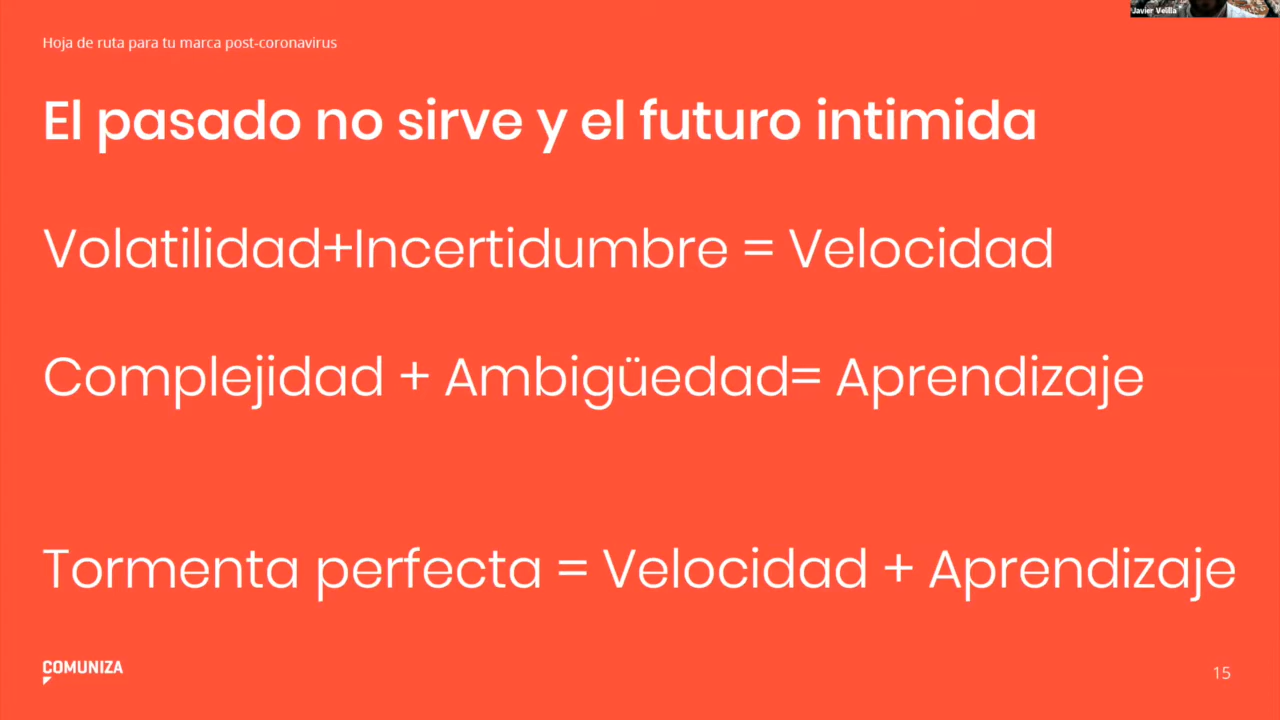 Javier Velilla
Hoja de ruta para tu marca post-coronavirus
El pasado no sirve y el futuro intimida
Volatilidad+Incertidumbre = Velocidad
Complejidad + Ambigüedad= Aprendizaje
Tormenta perfecta = Velocidad + Aprendizaje
COMUNIZA
15